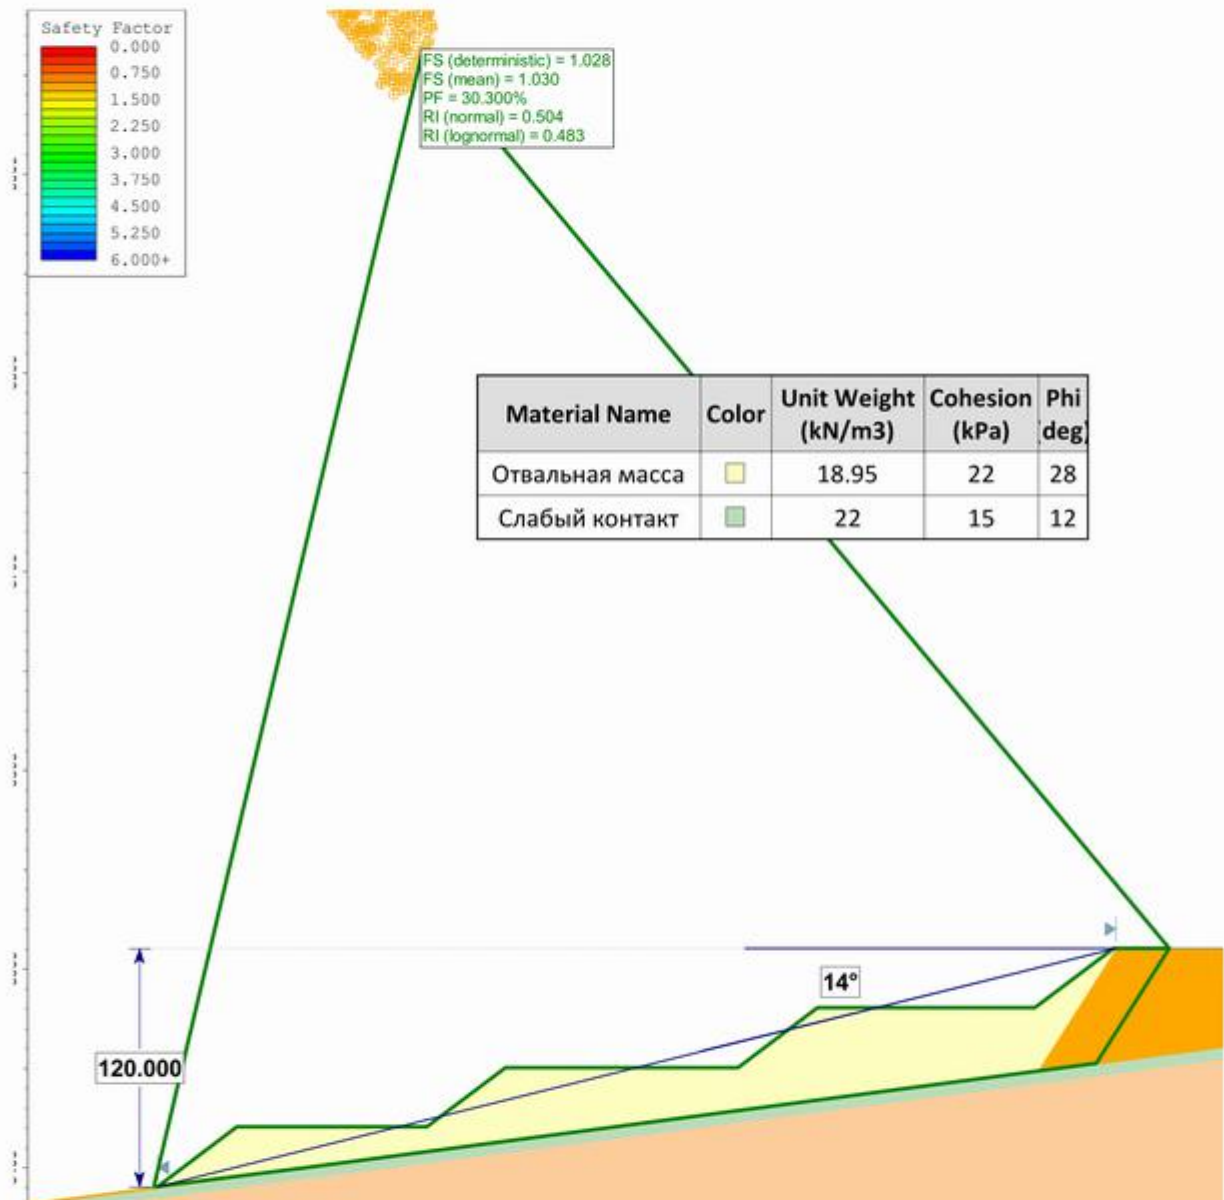 Safety Factor
0.000
0.750
1.500
2.250
3.000
3.750
4.500
5.250
6.000+
FS (deterministic) = 1.028
FS (mean) = 1.030
PF = 30.300%
RI (normal) = 0.504
RI (lognormal) = 0.483
Material Name Color Unit Weight (kN/m3) Cohesion (kPa) Phi deg)
Отвальная масса 18.95 22 28
Слабый контакт 22 15 12
14°
120.000